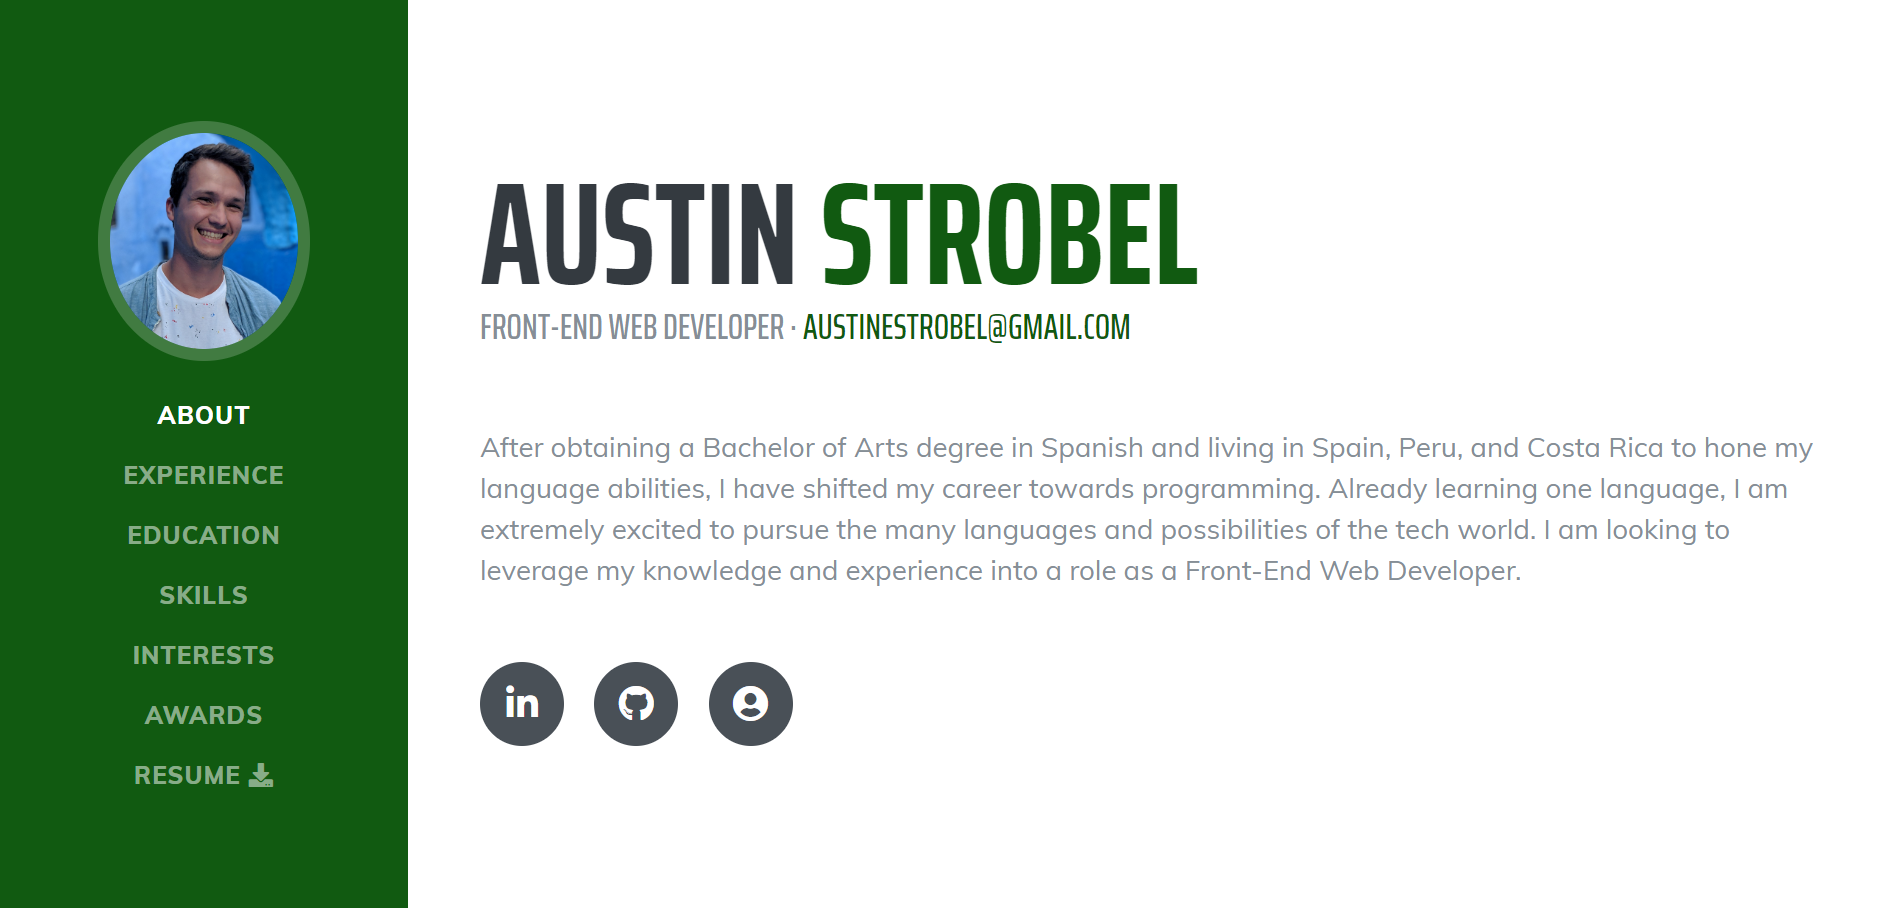 ABOUT
EXPERIENCE
EDUCATION
SKILLS
INTERESTS
AWARDS
RESUME
AUSTIN STROBEL
FRONT-END WEB DEVELOPER · AUSTINESTROBEL@GMAIL.COM
After obtaining a Bachelor of Arts degree in Spanish and living in Spain, Peru, and Costa Rica to hone my
language abilities, I have shifted my career towards programming. Already learning one language, I am
extremely excited to pursue the many languages and possibilities of the tech world. I am looking to
leverage my knowledge and experience into a role as a Front-End Web Developer.
in